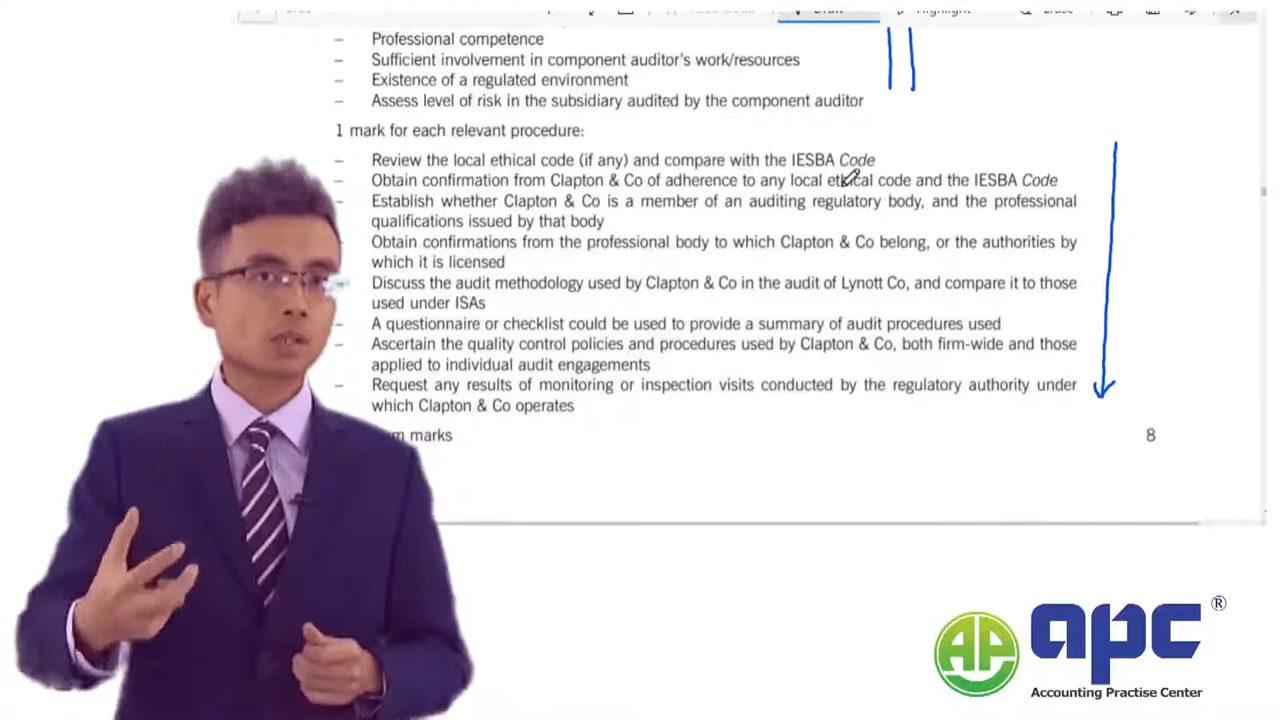 – Professional competence
– Sufficient involvement in component auditor's work/resources
– Existence of a regulated environment
– Assess level of risk in the subsidiary audited by the component auditor
1 mark for each relevant procedure:
– Review the local ethical code (if any) and compare with the IESBA Code
– Obtain confirmation from Clapton & Co of adherence to any local ethical code and the IESBA Code
– Establish whether Clapton & Co is a member of an auditing regulatory body, and the professional
qualifications issued by that body
Obtain confirmations from the professional body to which Clapton & Co belong, or the authorities by
which it is licensed
Discuss the audit methodology used by Clapton & Co in the audit of Lynott Co, and compare it to those
used under ISAs
– A questionnaire or checklist could be used to provide a summary of audit procedures used
– Ascertain the quality control policies and procedures used by Clapton & Co, both firm-wide and those
applied to individual audit engagements
– Request any results of monitoring or inspection visits conducted by the regulatory authority under
which Clapton & Co operates
marks 8
AP apc ®
Accounting Practise Center